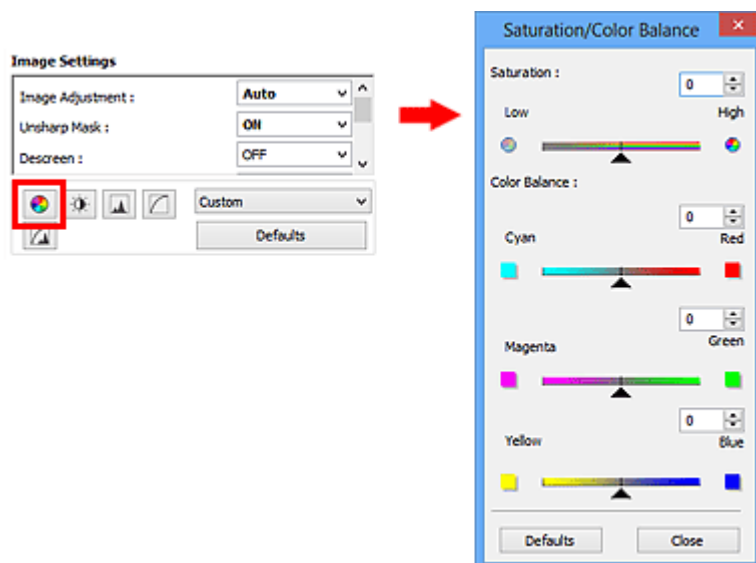 Image Settings
Image Adjustment : Auto
Unsharp Mask : ON
Descreen : OFF
Custom
Defaults
Saturation/Color Balance
Saturation :
0
Low High
Color Balance :
0
Cyan Red
0
Magenta Green
0
Yellow Blue
Defaults Close